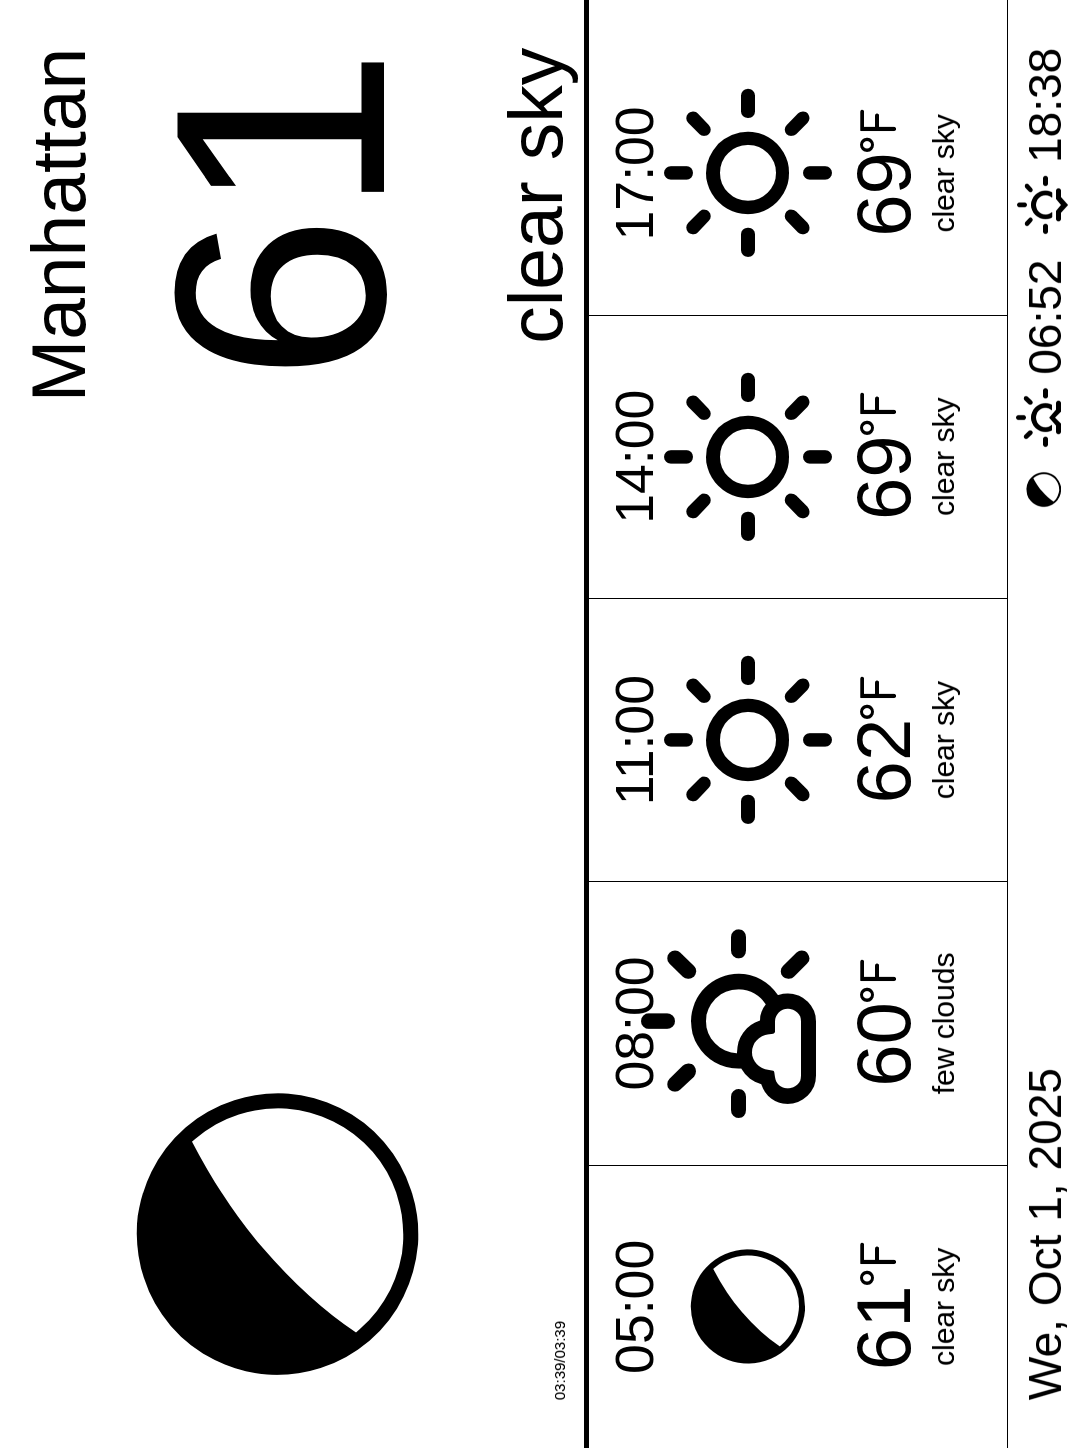 Manhattan
61
clear sky
03:39/03:39
05:00
61°F
clear sky
08:00
60°F
few clouds
11:00
62°F
clear sky
14:00
69°F
clear sky
17:00
69°F
clear sky
We, Oct 1, 2025
06:52
18:38